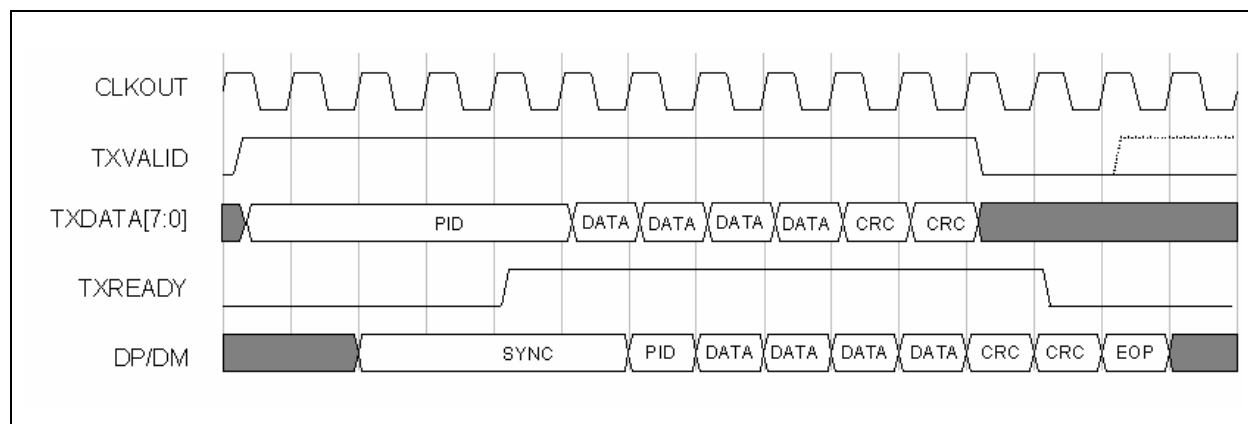 CLKOUT
TXVALID
TXDATA[7:0] PID DATA DATA DATA DATA CRC CRC
TXREADY
DP/DM SYNC PID DATA DATA DATA DATA CRC CRC EOP